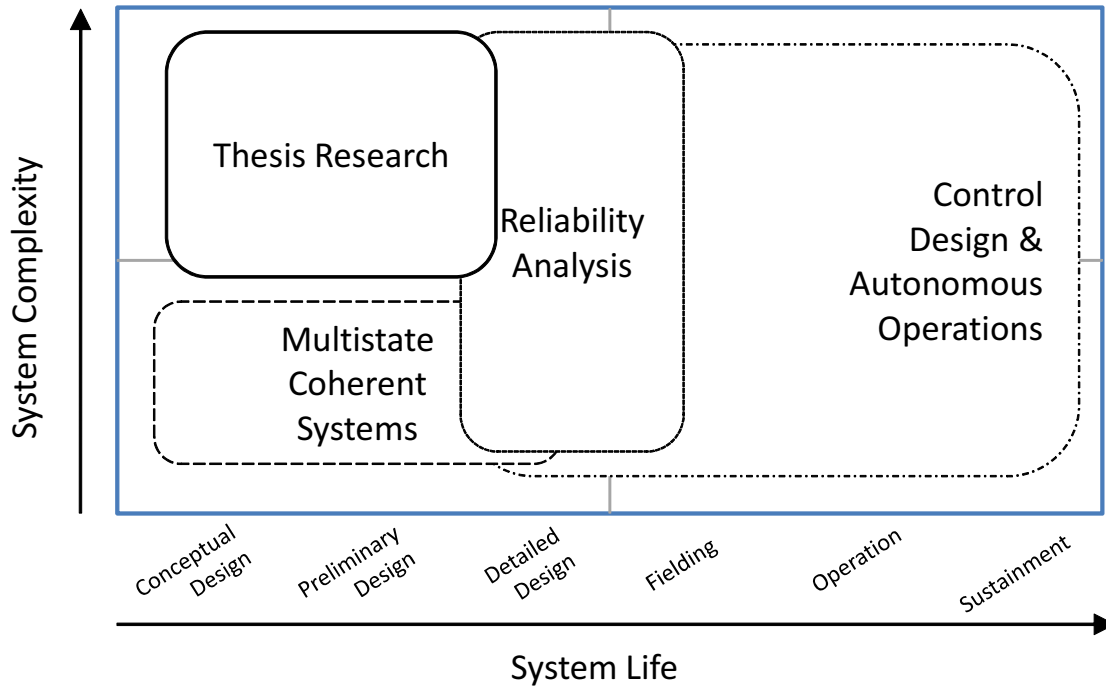 System Complexity
Thesis Research
Reliability
Analysis
Control
Design &
Autonomous
Operations
Multistate
Coherent
Systems
Conceptual
Design
Preliminary
Design
Detailed
Design
Fielding
Operation
Sustainment
System Life